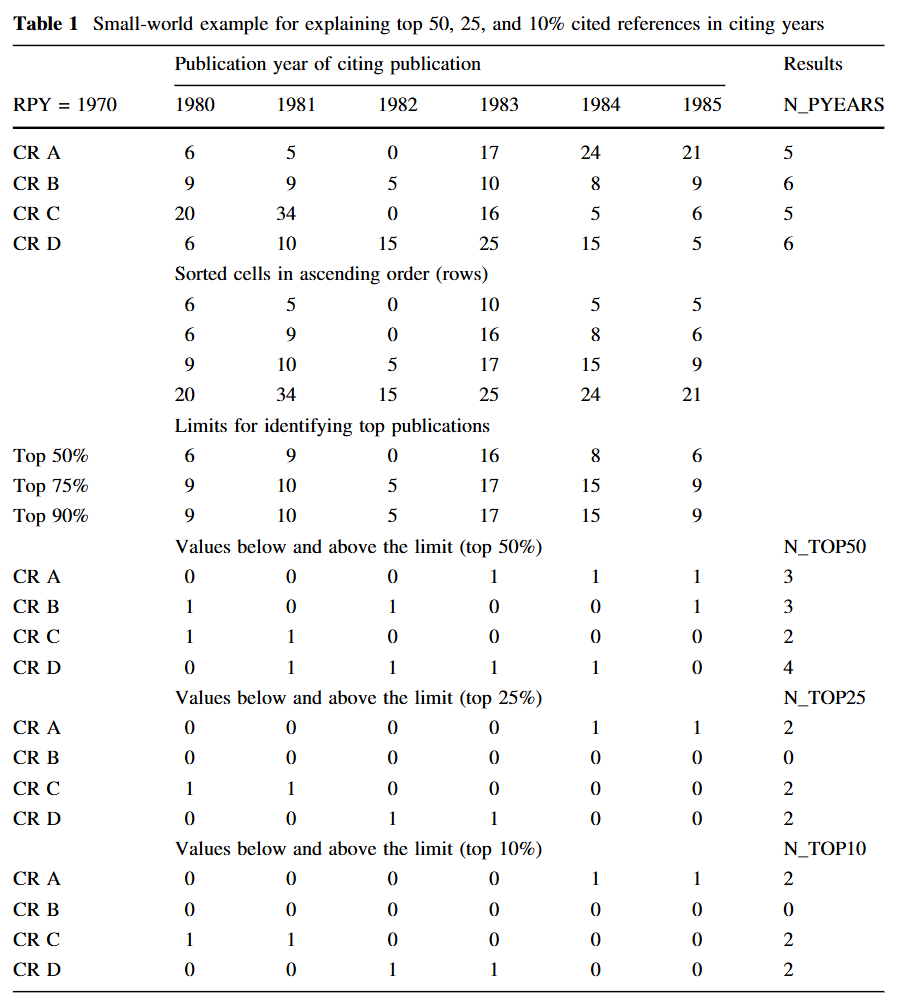 Table 1 Small-world example for explaining top 50, 25, and 10% cited references in citing years
Publication year of citing publication Results
RPY = 1970 1980 1981 1982 1983 1984 1985 N_PYEARS
CR A 6 5 0 17 24 21 5
CR B 9 9 5 10 8 9 6
CR C 20 34 0 16 5 6 5
CR D 6 10 15 25 15 5 6
Sorted cells in ascending order (rows)
6 5 0 10 5 5
6 9 0 16 8 6
9 10 5 17 15 9
20 34 15 25 24 21
Limits for identifying top publications
Top 50% 6 9 0 16 8 6
Top 75% 9 10 5 17 15 9
Top 90% 9 10 5 17 15 9
Values below and above the limit (top 50%) N_TOP50
CR A 0 0 0 1 1 1 3
CR B 1 0 1 0 0 1 3
CR C 1 1 0 0 0 0 2
CR D 0 1 1 1 1 0 4
Values below and above the limit (top 25%) N_TOP25
CR A 0 0 0 0 1 1 2
CR B 0 0 0 0 0 0 0
CR C 1 1 0 0 0 0 2
CR D 0 0 1 1 0 0 2
Values below and above the limit (top 10%) N_TOP10
CR A 0 0 0 0 1 1 2
CR B 0 0 0 0 0 0 0
CR C 1 1 0 0 0 0 2
CR D 0 0 1 1 0 0 2